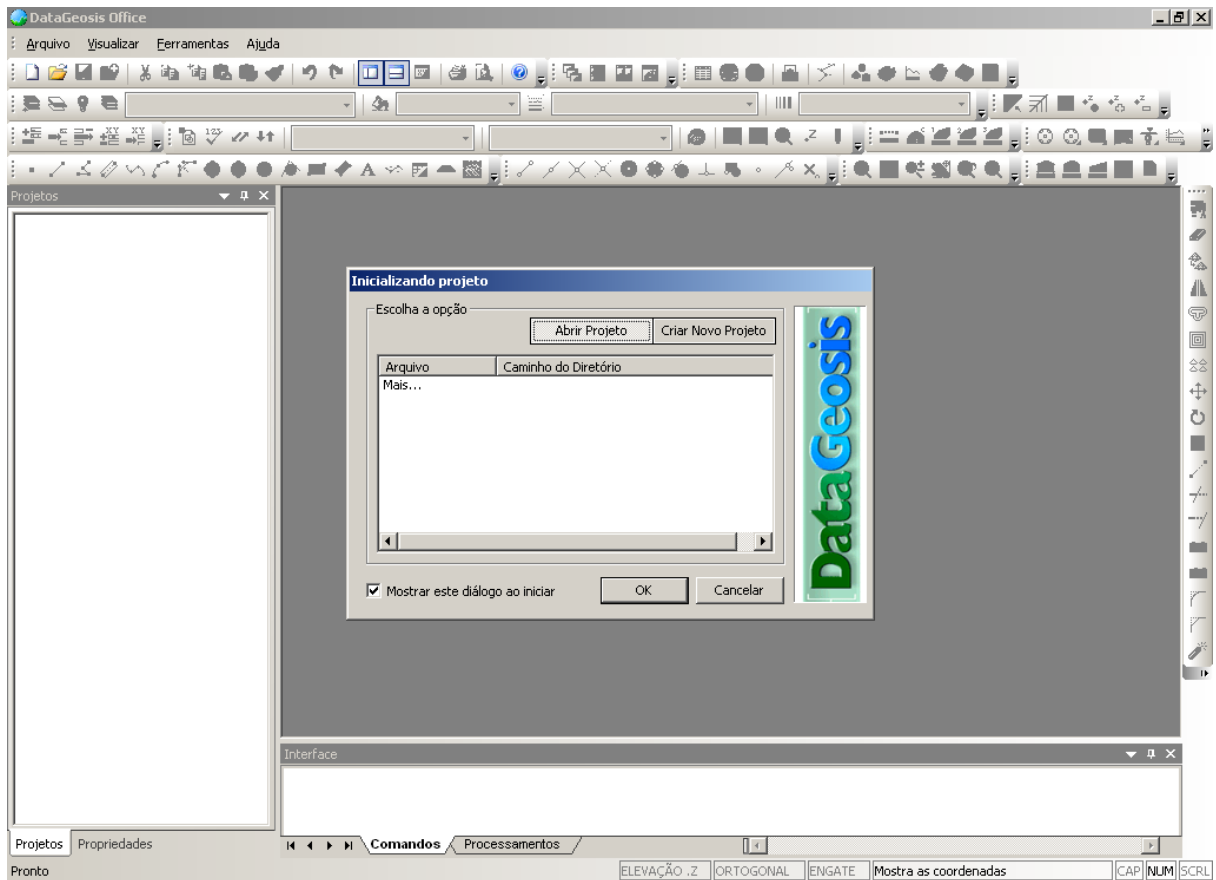 DataGeosis Office
Arquivo Visualizar Ferramentas Ajuda
Projetos
Inicializando projeto
Escolha a opção
Abrir Projeto Criar Novo Projeto
Arquivo Caminho do Diretório
Mais...
DataGeosis
Mostrar este diálogo ao iniciar OK Cancelar
Interface
Projetos Propriedades
Comandos Processamentos
Pronto ELEVAÇÃO .Z ORTOGONAL ENGATE Mostra as coordenadas CAP NUM SCRL